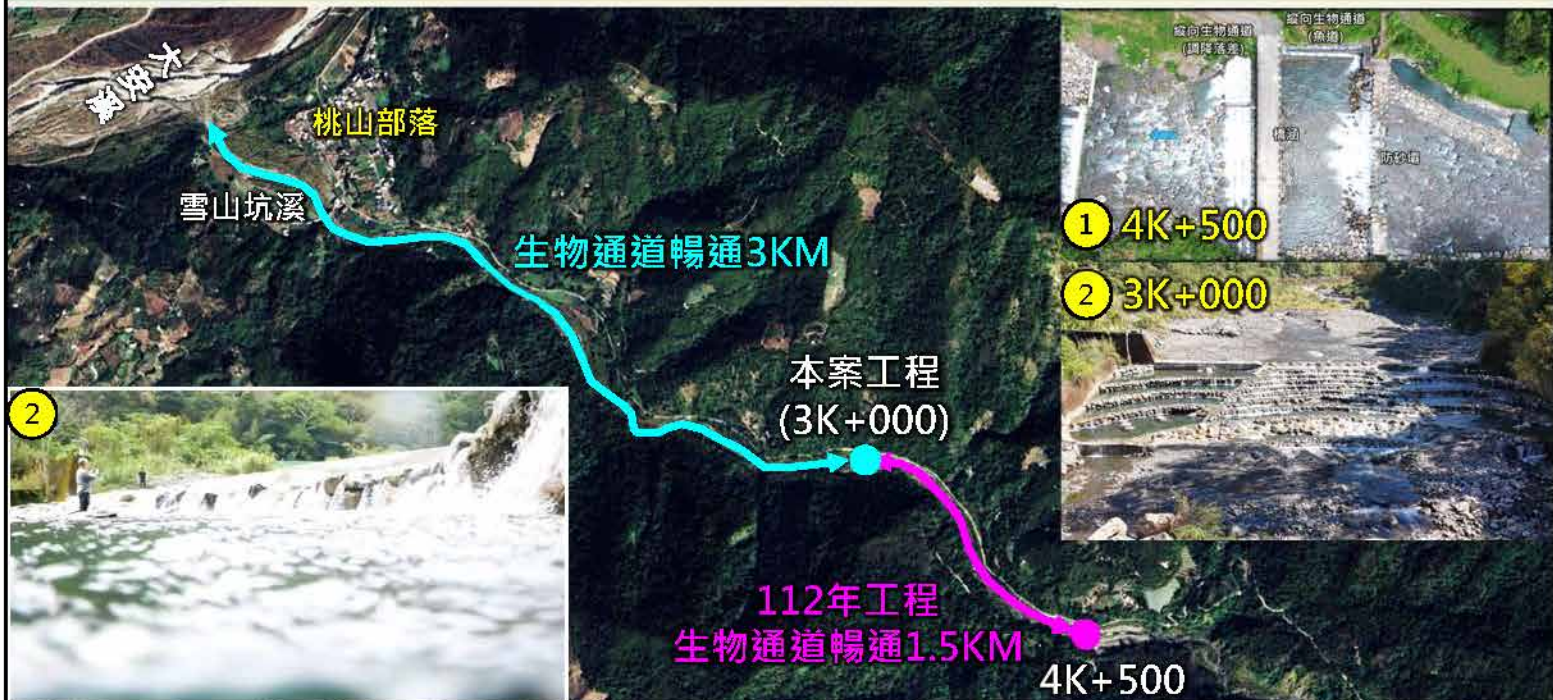 大安溪
桃山部落
雪山坑溪
生物通道暢通3KM
本案工程
(3K+000)
112年工程
生物通道暢通1.5KM
4K+500
縱向生物通道
(調降落差)
縱向生物通道
(魚道)
橋涵
防砂壩
1 4K+500
2 3K+000
2